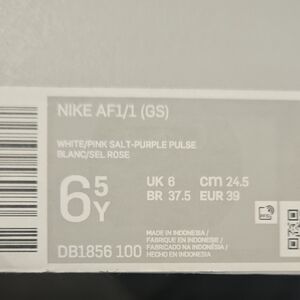 NIKE AF1/1 (GS)
WHITE/PINK SALT-PURPLE PULSE
BLANC/SEL ROSE
6 5 Y
UK 6 cm 24.5
BR 37.5 EUR 39
MADE IN INDONESIA /
FABRIQUE EN INDONESIE /
FABRICADO NA INDONÉSIA /
HECHO EN INDONESIA
DB1856 100